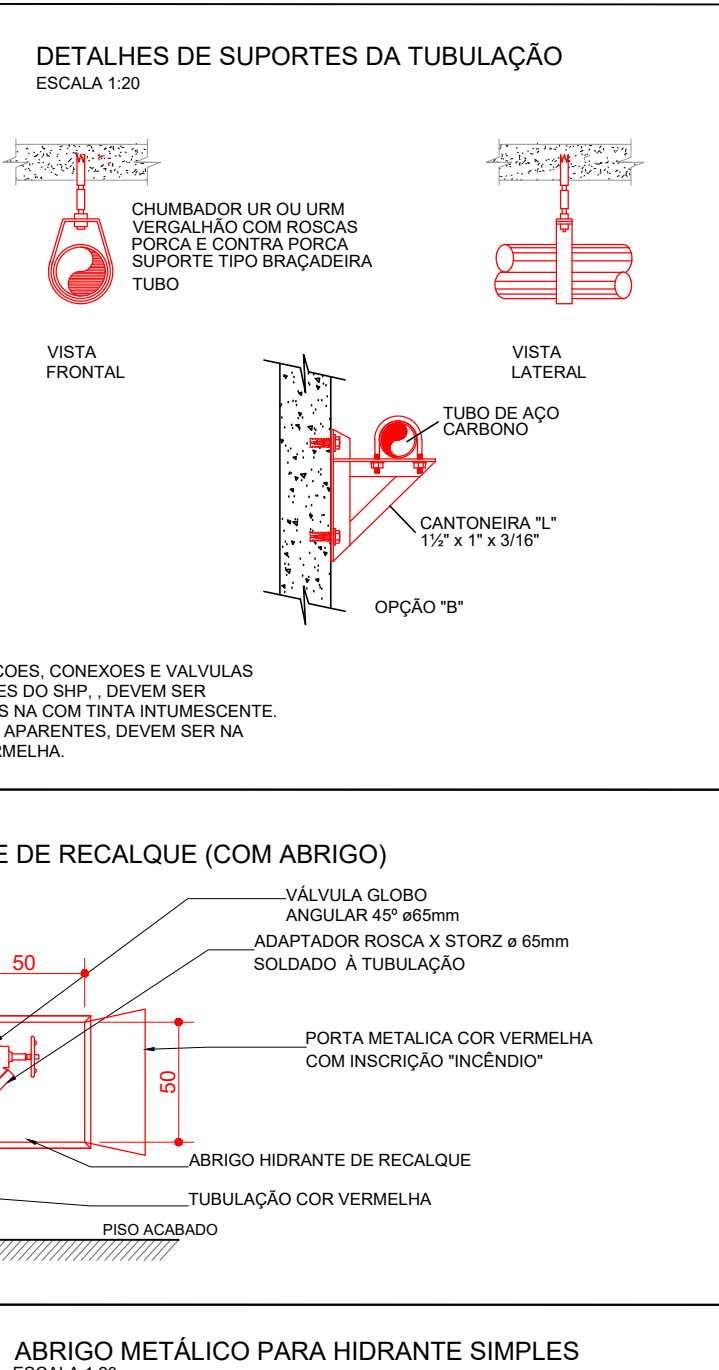 DETALHES DE SUPORTES DA TUBULAÇÃO
ESCALA 1:20
CHUMBADOR UR OU URM
VERGALHÃO COM ROSCAS
PORCA E CONTRA PORCA
SUPORTE TIPO BRAÇADEIRA
TUBO
VISTA
FRONTAL
VISTA
LATERAL
TUBO DE AÇO
CARBONO
CANTONEIRA "L"
1½" x 1" x 3/16"
OPÇÃO "B"
COES, CONEXOES E VALVULAS
ES DO SHP, , DEVEM SER
S NA COM TINTA INTUMESCENTE.
APARENTES, DEVEM SER NA
RMELHA.
E DE RECALQUE (COM ABRIGO)
VÁLVULA GLOBO
ANGULAR 45º ø65mm
ADAPTADOR ROSCA X STORZ ø 65mm
SOLDADO À TUBULAÇÃO
50
PORTA METALICA COR VERMELHA
COM INSCRIÇÃO "INCÊNDIO"
50
ABRIGO HIDRANTE DE RECALQUE
TUBULAÇÃO COR VERMELHA
PISO ACABADO
ABRIGO METÁLICO PARA HIDRANTE SIMPLES